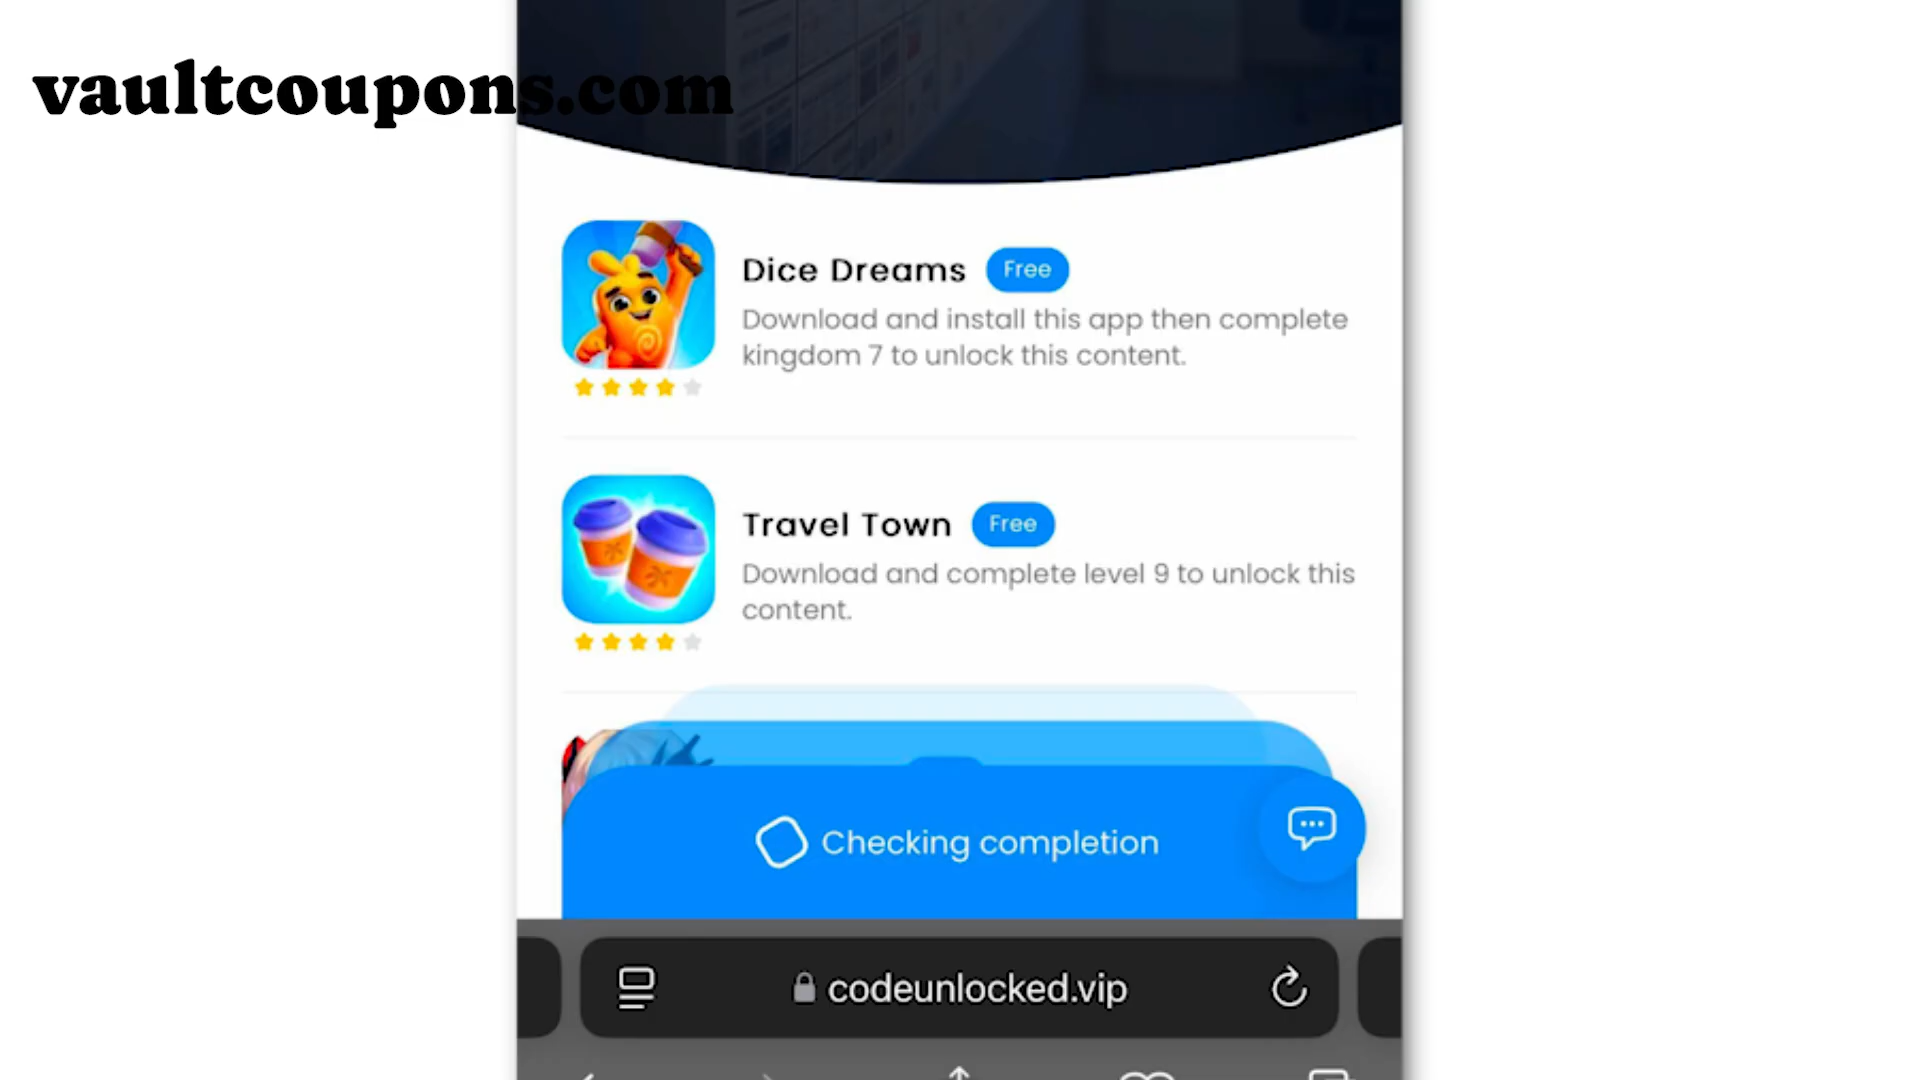 vaultcoupons.com
Dice Dreams Free
Download and install this app then complete
kingdom 7 to unlock this content.
Travel Town Free
Download and complete level 9 to unlock this
content.
Checking completion
codeunlocked.vip